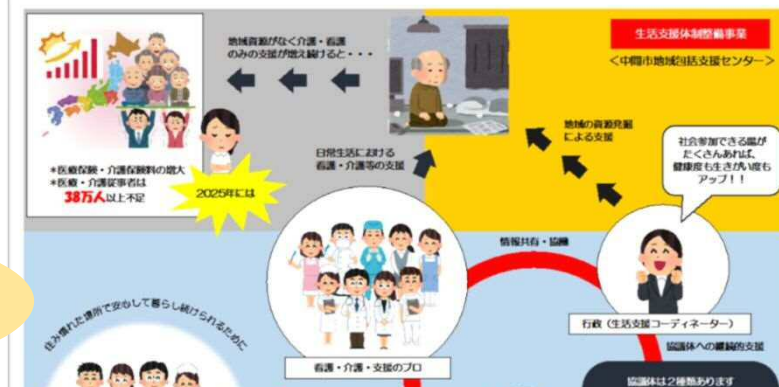 地域資源がなく介護・看護
のみの支援が増え続けると・・・
生活支援体制整備事業
<中間市地域包括支援センター>
地域の資源発掘
による支援
社会参加できる場が
たくさんあれば、
健康度も生きがい度も
アップ！！
日常生活における
看護・介護等の支援
*医療保険・介護保険料の増大
*医療・介護従事者は
38万人以上不足
2025年には
情報共有・協働
行政（生活支援コーディネーター）
住み慣れた場所で安心して暮らし続けられるために
看護・介護・支援のプロ
協議体への継続的支援
協議体は2種類あります